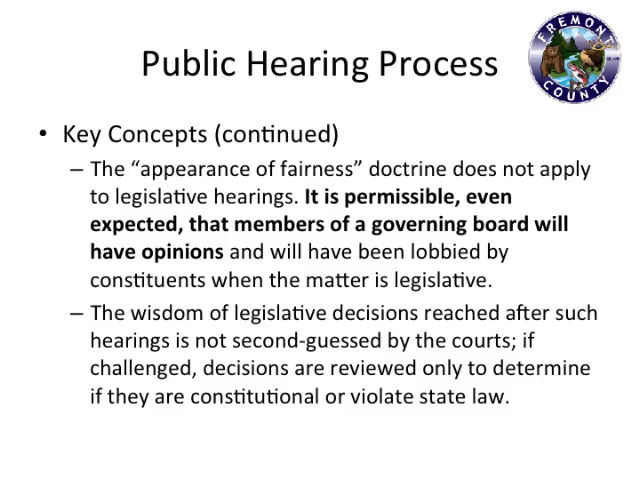 Public Hearing Process
FREMONT
COUNTY
• Key Concepts (continued)
– The “appearance of fairness” doctrine does not apply
to legislative hearings. It is permissible, even
expected, that members of a governing board will
have opinions and will have been lobbied by
constituents when the matter is legislative.
– The wisdom of legislative decisions reached after such
hearings is not second-guessed by the courts; if
challenged, decisions are reviewed only to determine
if they are constitutional or violate state law.